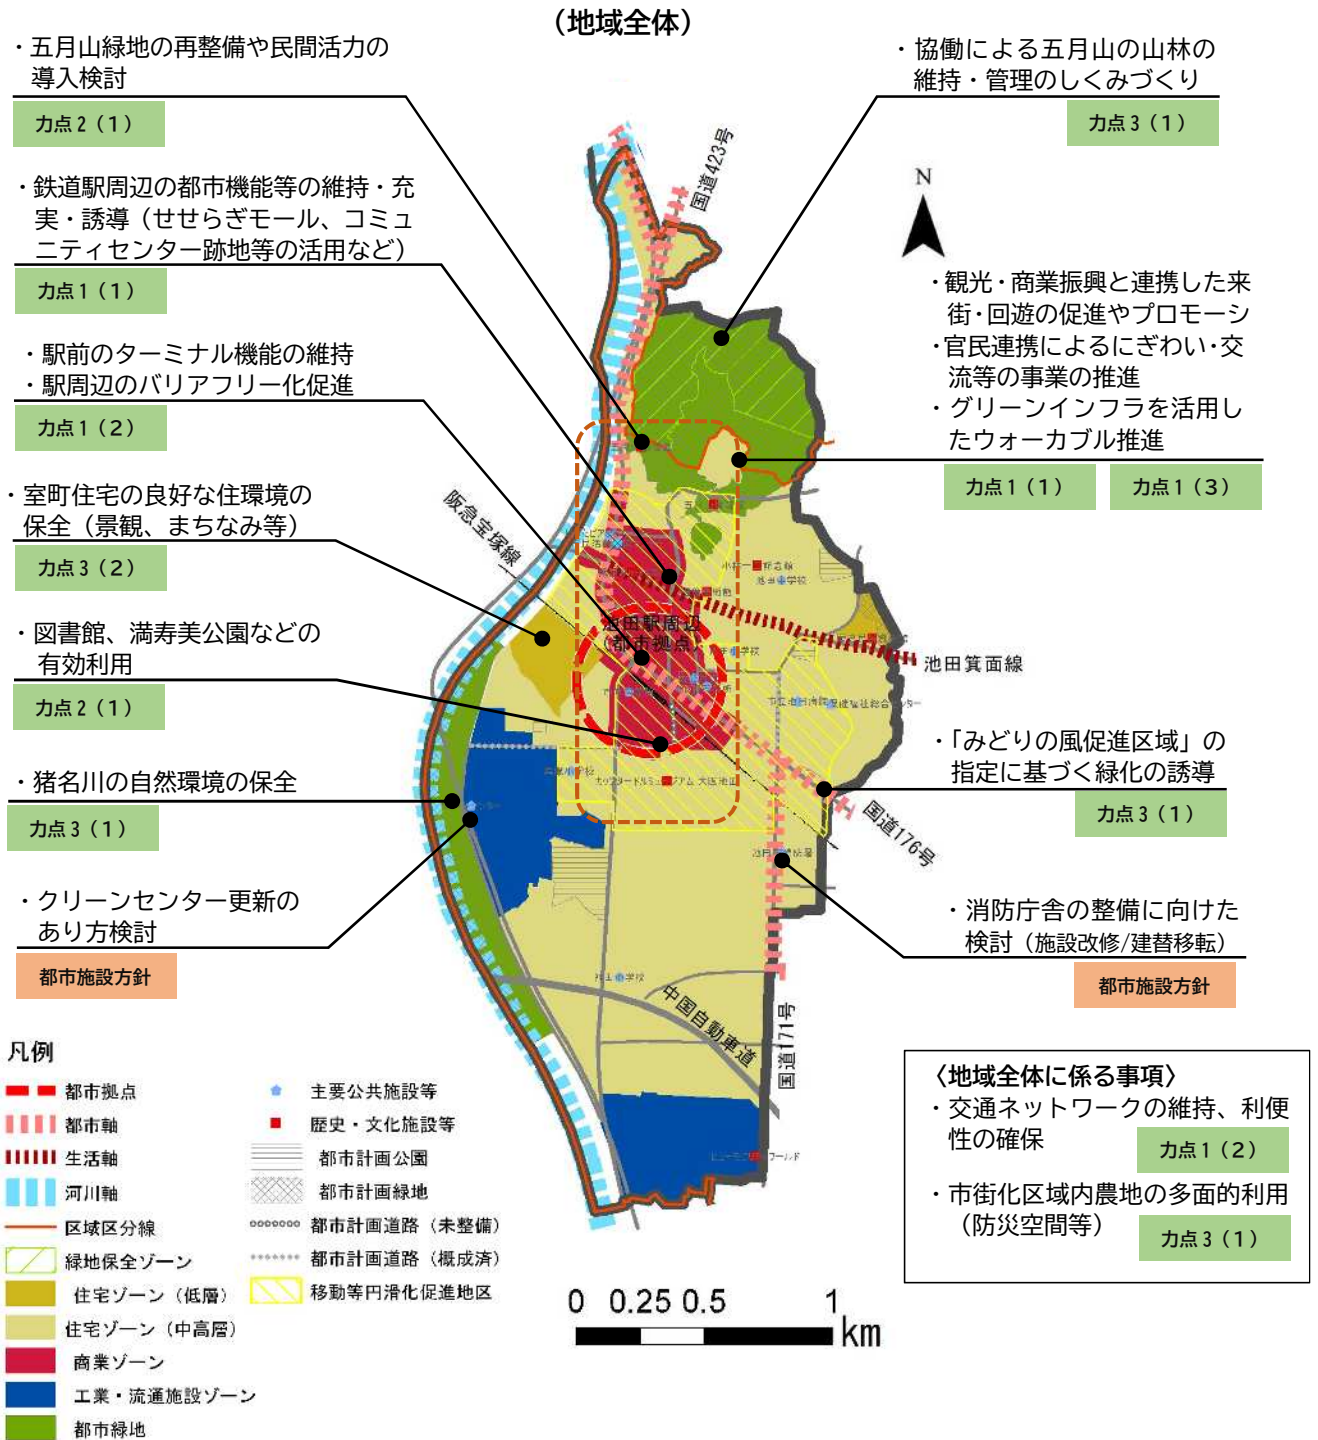 （地域全体）
・五月山緑地の再整備や民間活力の
導入検討
力点２（１）
・鉄道駅周辺の都市機能等の維持・充
実・誘導（せせらぎモール、コミュ
ニティセンター跡地等の活用など）
力点１（１）
・駅前のターミナル機能の維持
・駅周辺のバリアフリー化促進
力点１（２）
・室町住宅の良好な住環境の
保全（景観、まちなみ等）
力点３（２）
・図書館、満寿美公園などの
有効利用
力点２（１）
・猪名川の自然環境の保全
力点３（１）
・クリーンセンター更新の
あり方検討
都市施設方針
・協働による五月山の山林の
維持・管理のしくみづくり
力点３（１）
N
・観光・商業振興と連携した来
街・回遊の促進やプロモーシ
・官民連携によるにぎわい・交
流等の事業の推進
・グリーンインフラを活用し
たウォーカブル推進
力点１（１） 力点１（３）
・「みどりの風促進区域」の
指定に基づく緑化の誘導
力点３（１）
・消防庁舎の整備に向けた
検討（施設改修/建替移転）
都市施設方針
国道423号
阪急宝塚線
池田駅周辺
（都市拠点）
池田箕面線
国道176号
中国自動車道
国道171号
〈地域全体に係る事項〉
・交通ネットワークの維持、利便
性の確保
力点１（２）
・市街化区域内農地の多面的利用
（防災空間等）
力点３（１）
凡例
都市拠点
都市軸
生活軸
河川軸
区域区分線
緑地保全ゾーン
住宅ゾーン（低層）
住宅ゾーン（中高層）
商業ゾーン
工業・流通施設ゾーン
都市緑地
主要公共施設等
歴史・文化施設等
都市計画公園
都市計画緑地
都市計画道路（未整備）
都市計画道路（概成済）
移動等円滑化促進地区
0 0.25 0.5 1
km